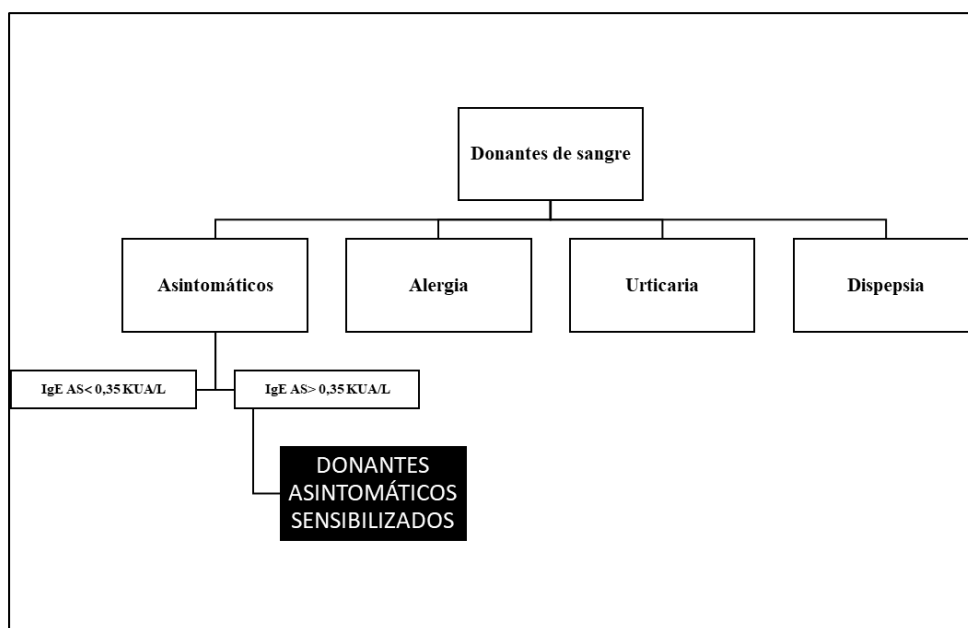 Donantes de sangre
Asintomáticos
Alergia
Urticaria
Dispepsia
IgE AS< 0,35 KUA/L
IgE AS> 0,35 KUA/L
DONANTES
ASINTOMÁTICOS
SENSIBILIZADOS